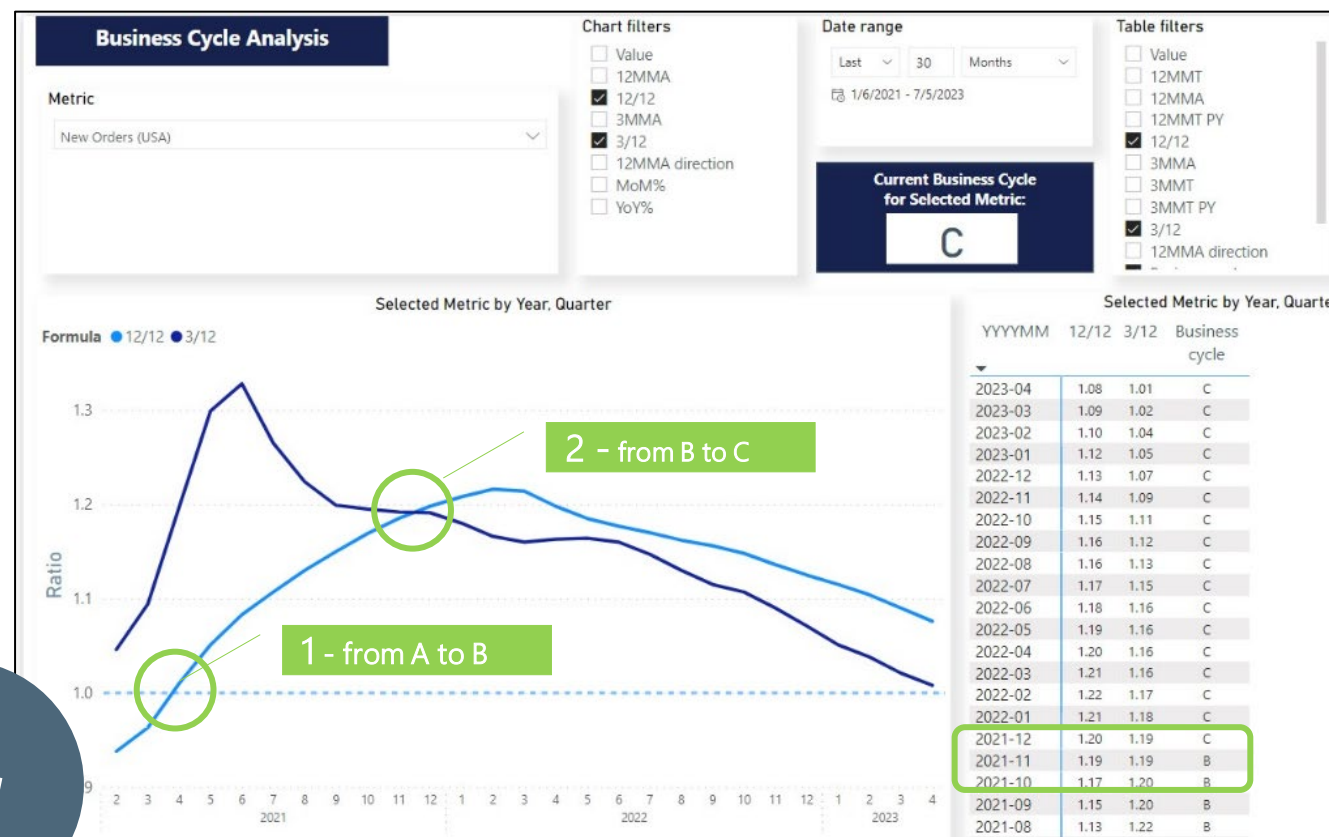 Business Cycle Analysis
Metric
New Orders (USA)
Chart filters
Value
12MMA
12/12
3MMA
3/12
12MMA direction
MoM%
YoY%
Date range
Last 30 Months
1/6/2021 - 7/5/2023
Current Business Cycle
for Selected Metric:
C
Table filters
Value
12MMT
12MMA
12MMT PY
12/12
3MMA
3MMT
3MMT PY
3/12
12MMA direction
Selected Metric by Year, Quarter
Formula 12/12 3/12
Ratio
1.3
1.2
1.1
1.0
9
2 - from B to C
1 - from A to B
2 3 4 5 6 7 8 9 10 11 12 1 2 3 4 5 6 7 8 9 10 11 12 1 2 3 4
2021 2022 2023
Selected Metric by Year, Quarte
YYYYMM 12/12 3/12 Business
cycle
2023-04 1.08 1.01 C
2023-03 1.09 1.02 C
2023-02 1.10 1.04 C
2023-01 1.12 1.05 C
2022-12 1.13 1.07 C
2022-11 1.14 1.09 C
2022-10 1.15 1.11 C
2022-09 1.16 1.12 C
2022-08 1.16 1.13 C
2022-07 1.17 1.15 C
2022-06 1.18 1.16 C
2022-05 1.19 1.16 C
2022-04 1.20 1.16 C
2022-03 1.21 1.16 C
2022-02 1.22 1.17 C
2022-01 1.21 1.18 C
2021-12 1.20 1.19 C
2021-11 1.19 1.19 B
2021-10 1.17 1.20 B
2021-09 1.15 1.20 B
2021-08 1.13 1.22 B